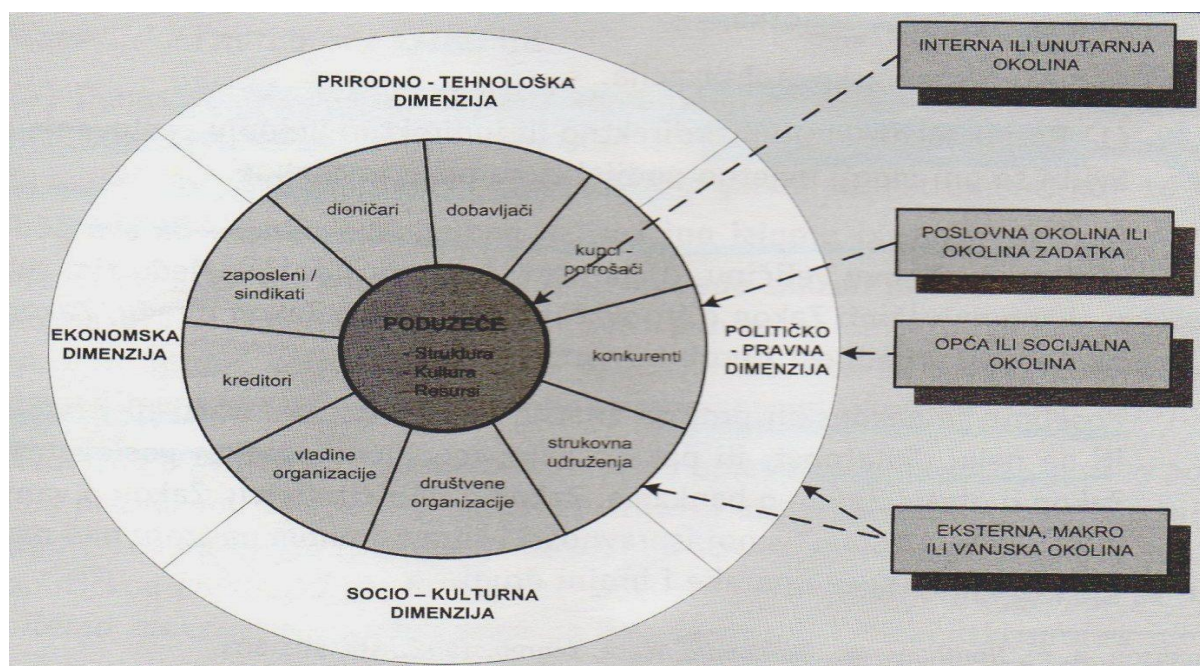 PRIRODNO - TEHNOLOŠKA
DIMENZIJA
dioničari
dobavljači
kupci -
potrošači
zaposleni /
sindikati
EKONOMSKA
DIMENZIJA
PODUZEĆE
- Struktura
- Kultura
- Resursi
konkurenti
POLITIČKO
- PRAVNA
DIMENZIJA
kreditori
vladine
organizacije
društvene
organizacije
strukovna
udruženja
SOCIO – KULTURNA
DIMENZIJA
INTERNA ILI UNUTARNJA
OKOLINA
POSLOVNA OKOLINA ILI
OKOLINA ZADATKA
OPĆA ILI SOCIJALNA
OKOLINA
EKSTERNA, MAKRO
ILI VANJSKA OKOLINA